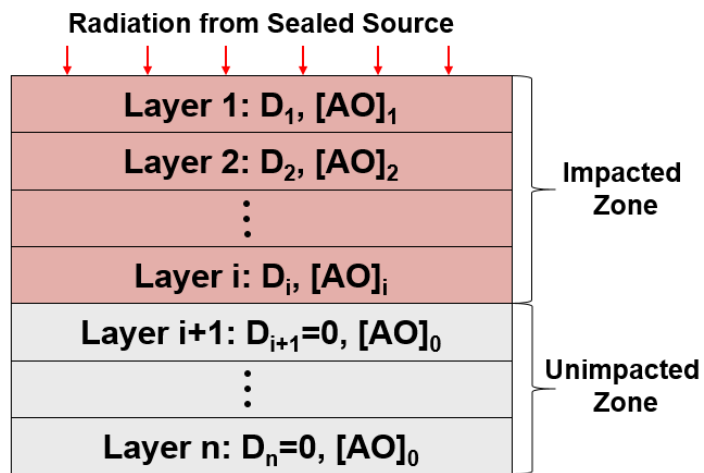 Radiation from Sealed Source
Layer 1: D₁, [AO]₁
Layer 2: D₂, [AO]₂
Impacted
Zone
Layer i: Dᵢ, [AO]ᵢ
Layer i+1: Dᵢ₊₁=0, [AO]₀
Unimpacted
Zone
Layer n: Dₙ=0, [AO]₀